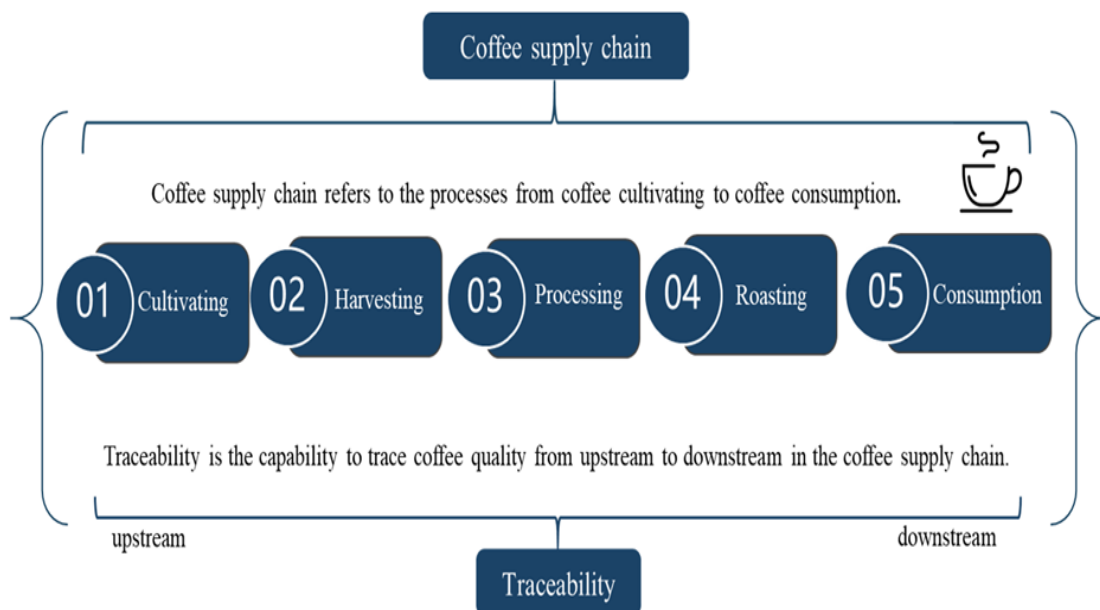 Coffee supply chain
Coffee supply chain refers to the processes from coffee cultivating to coffee consumption.
01 Cultivating
02 Harvesting
03 Processing
04 Roasting
05 Consumption
Traceability is the capability to trace coffee quality from upstream to downstream in the coffee supply chain.
upstream
downstream
Traceability